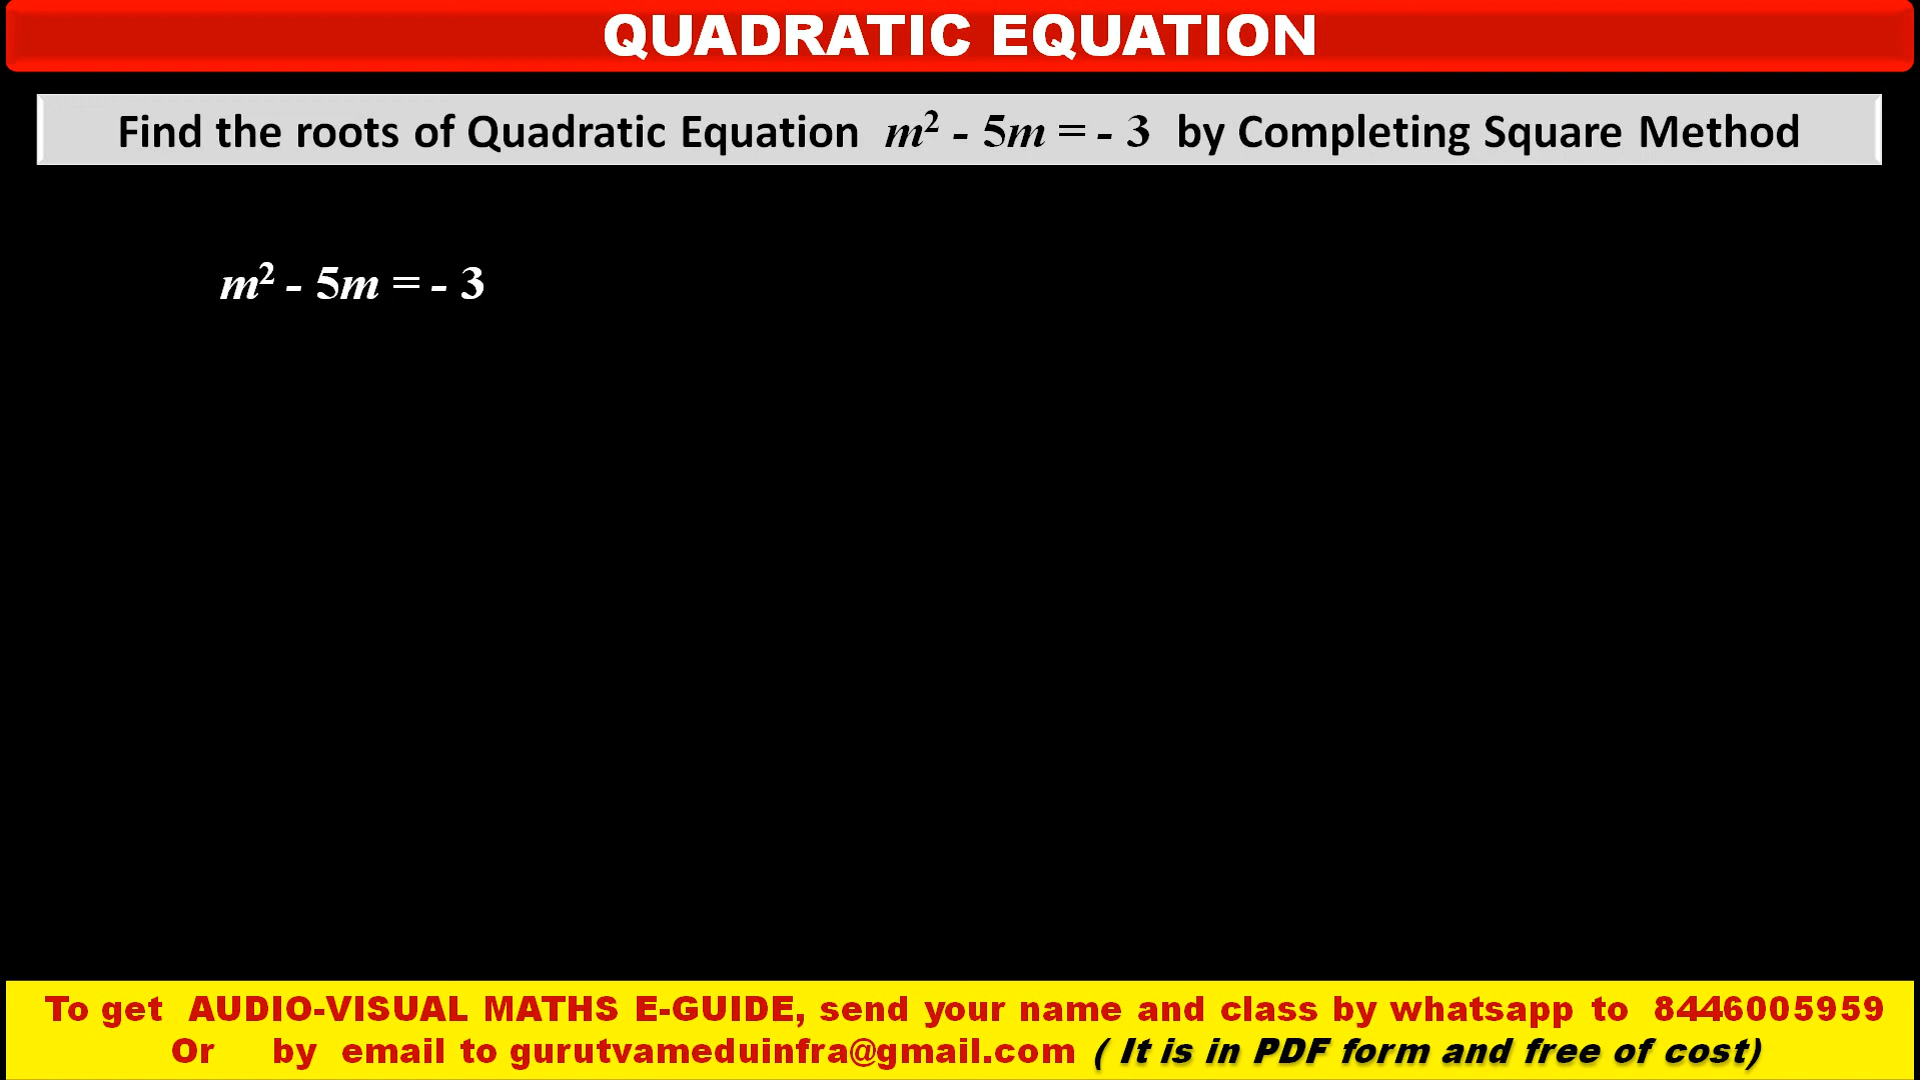 QUADRATIC EQUATION
Find the roots of Quadratic Equation m² - 5m = - 3 by Completing Square Method
m² - 5m = - 3
To get AUDIO-VISUAL MATHS E-GUIDE, send your name and class by whatsapp to 8446005959
Or by email to gurutvameduinfra@gmail.com ( It is in PDF form and free of cost)